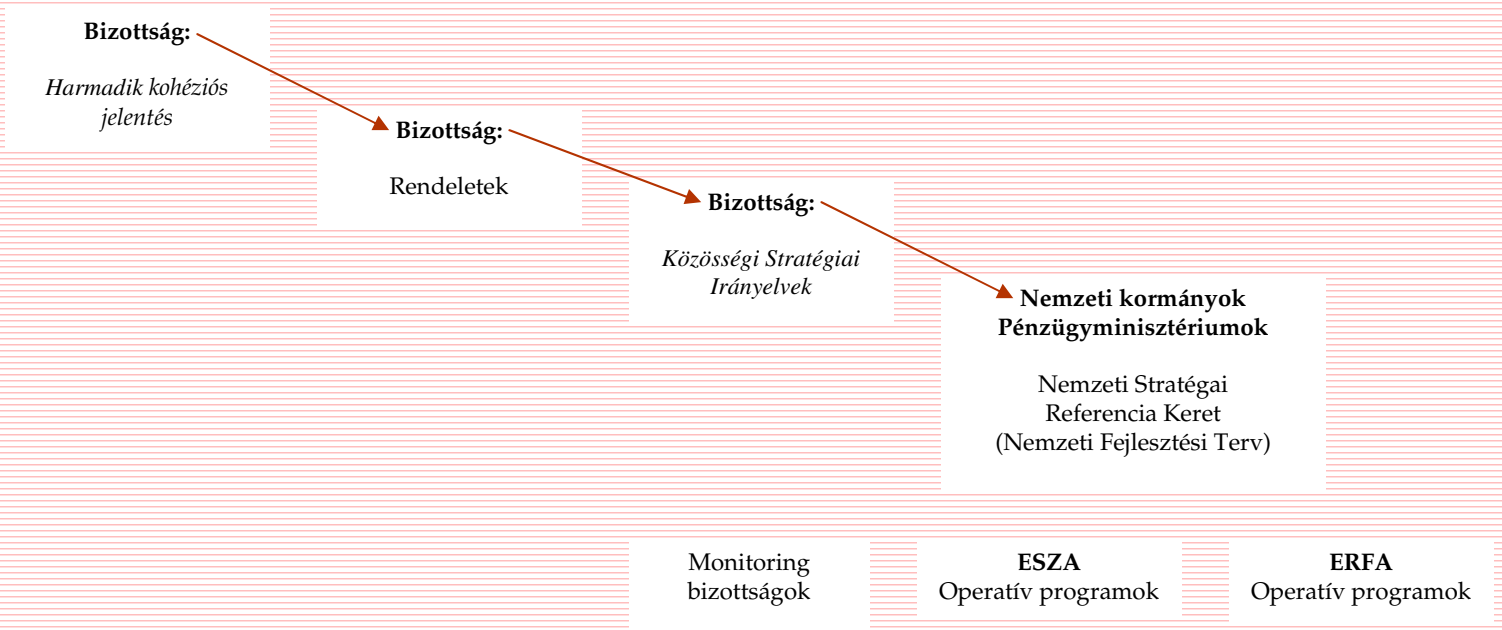 Bizottság:
Harmadik kohéziós
jelentés
Bizottság:
Rendeletek
Bizottság:
Közösségi Stratégiai
Irányelvek
Nemzeti kormányok
Pénzügyminisztériumok
Nemzeti Stratégai
Referencia Keret
(Nemzeti Fejlesztési Terv)
Monitoring
bizottságok
ESZA
Operatív programok
ERFA
Operatív programok